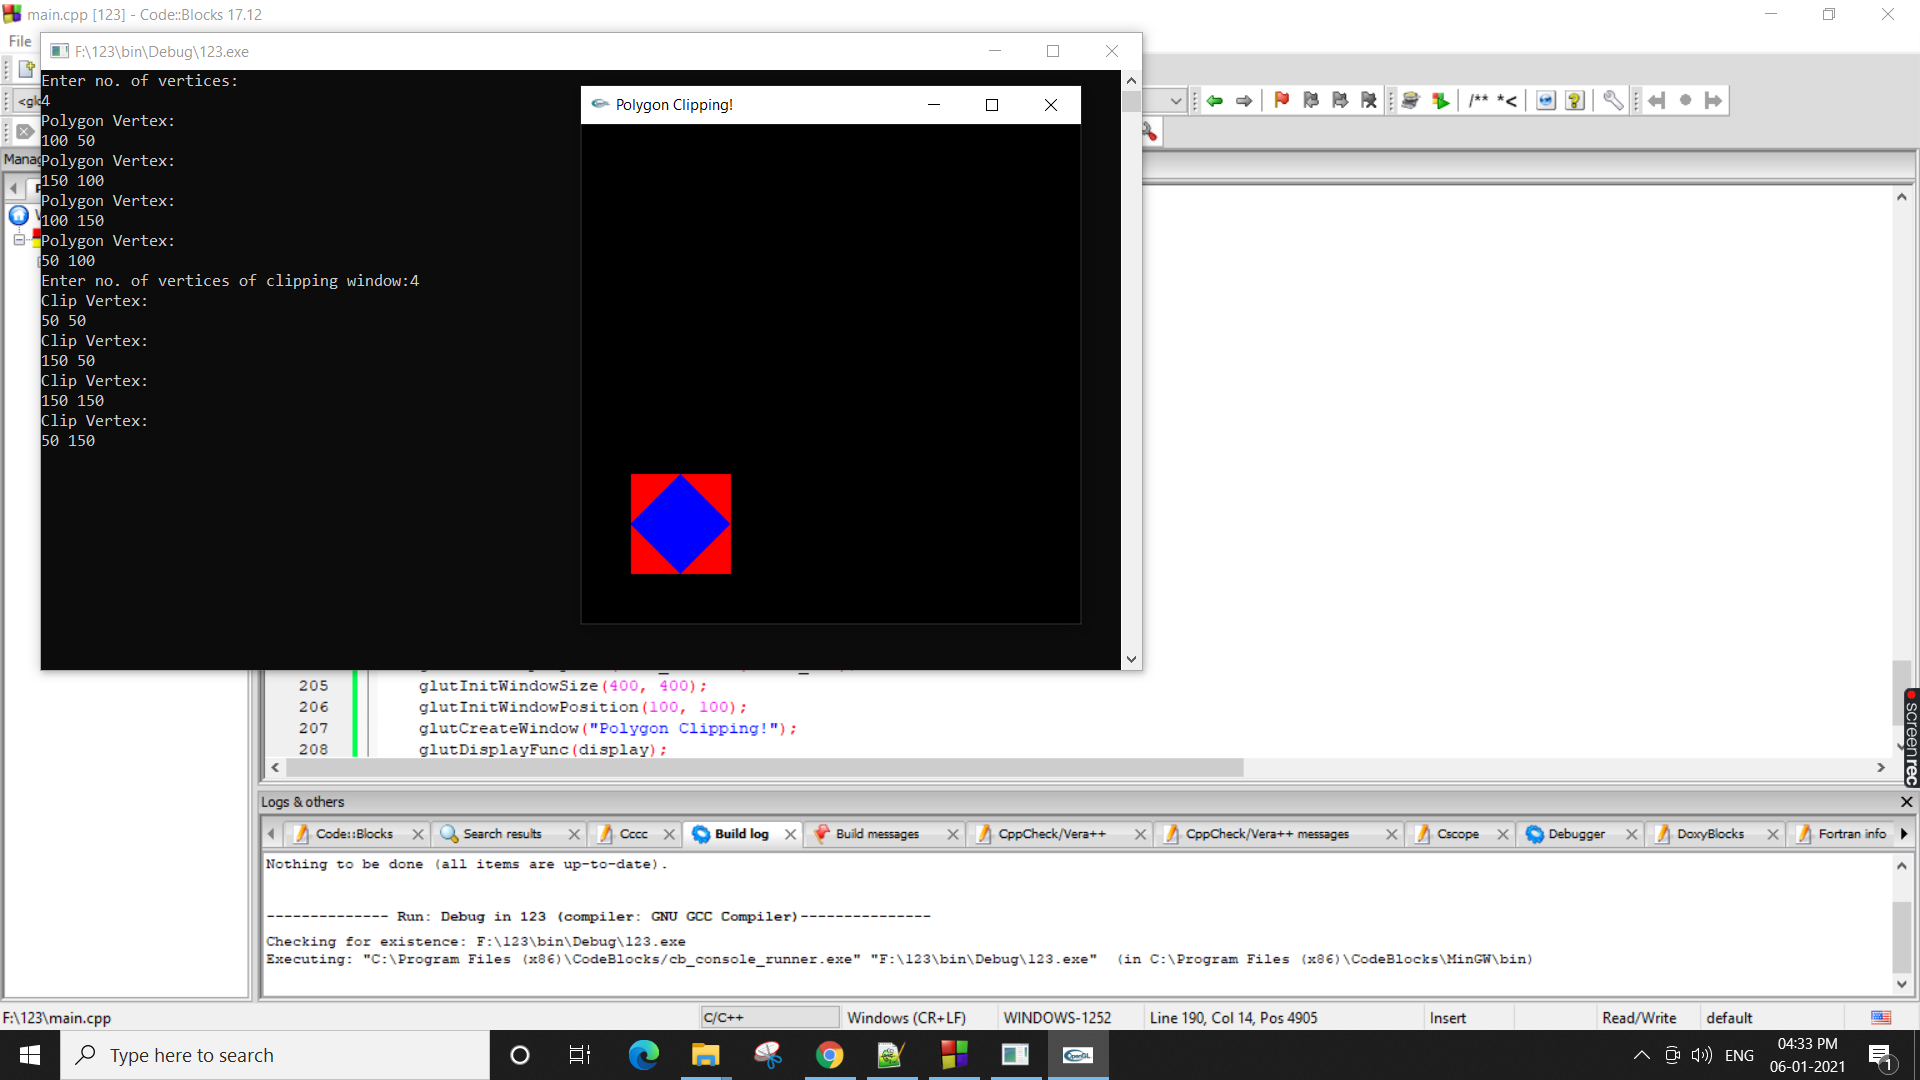 main.cpp [123] - Code::Blocks 17.12
File
F:\123\bin\Debug\123.exe
Enter no. of vertices:
4
Polygon Vertex:
100 50
Polygon Vertex:
150 100
Polygon Vertex:
100 150
Polygon Vertex:
50 100
Enter no. of vertices of clipping window:4
Clip Vertex:
50 50
Clip Vertex:
150 50
Clip Vertex:
150 150
Clip Vertex:
50 150
Polygon Clipping!
<glo
/** *<
Manag
205 glutInitWindowSize(400, 400);
206 glutInitWindowPosition(100, 100);
207 glutCreateWindow("Polygon Clipping!");
208 glutDisplayFunc(display);
screenrec
Logs & others
Code::Blocks Search results Cccc Build log Build messages CppCheck/Vera++ CppCheck/Vera++ messages Cscope Debugger DoxyBlocks Fortran info
Nothing to be done (all items are up-to-date).
-------------- Run: Debug in 123 (compiler: GNU GCC Compiler)---------------
Checking for existence: F:\123\bin\Debug\123.exe
Executing: "C:\Program Files (x86)\CodeBlocks/cb_console_runner.exe" "F:\123\bin\Debug\123.exe"  (in C:\Program Files (x86)\CodeBlocks\MinGW\bin)
F:\123\main.cpp C/C++ Windows (CR+LF) WINDOWS-1252 Line 190, Col 14, Pos 4905 Insert Read/Write default
Type here to search
OpenGL
ENG
04:33 PM
06-01-2021
1